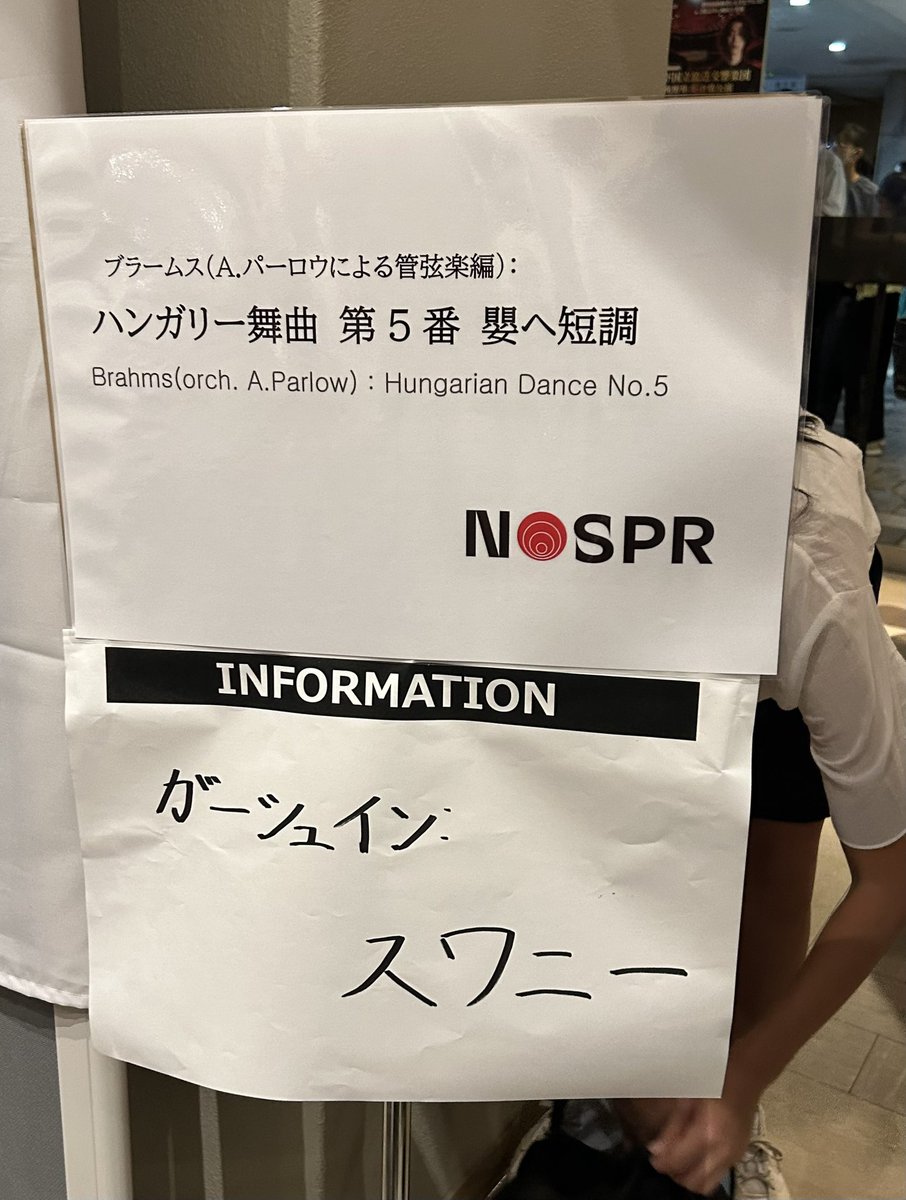 ブラームス(A.パーロウによる管弦楽編):
ハンガリー舞曲 第5番 嬰ヘ短調
Brahms(orch. A.Parlow) : Hungarian Dance No.5
NOSPR
INFORMATION
ガーシュイン:
スワニー